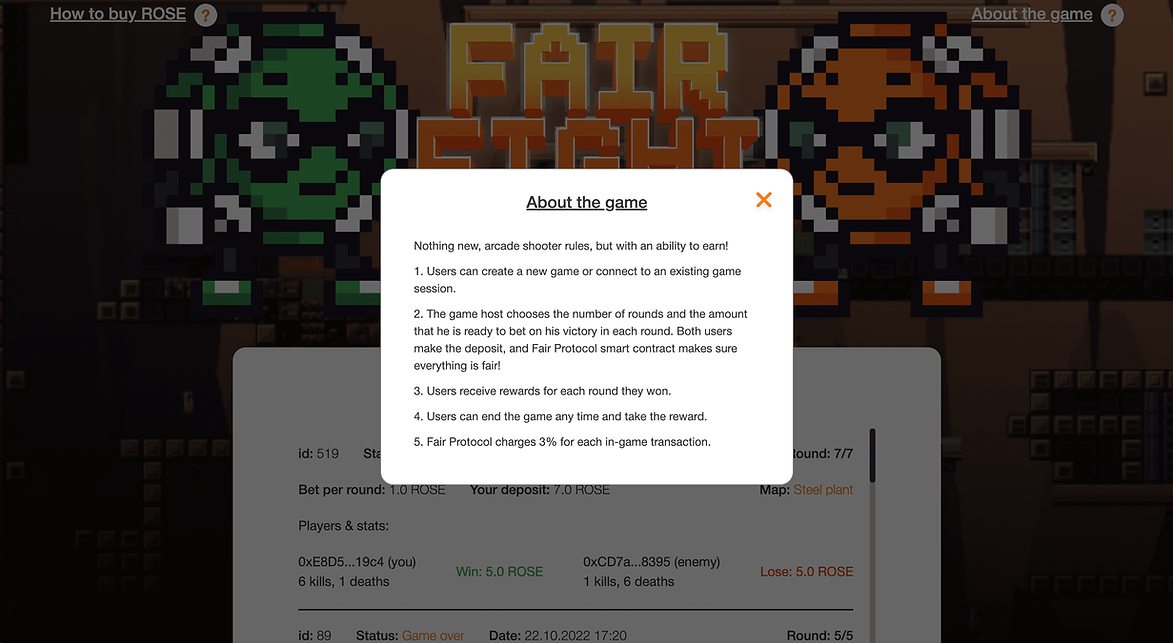 How to buy ROSE ?
About the game ?
FAIR
FIGHT
About the game
Nothing new, arcade shooter rules, but with an ability to earn!
1. Users can create a new game or connect to an existing game
session.
2. The game host chooses the number of rounds and the amount
that he is ready to bet on his victory in each round. Both users
make the deposit, and Fair Protocol smart contract makes sure
everything is fair!
3. Users receive rewards for each round they won.
4. Users can end the game any time and take the reward.
5. Fair Protocol charges 3% for each in-game transaction.
id: 519 Round: 7/7
Bet per round: 1.0 ROSE Your deposit: 7.0 ROSE Map: Steel plant
Players & stats:
0xE8D5...19c4 (you) Win: 5.0 ROSE 0xCD7a...8395 (enemy) Lose: 5.0 ROSE
6 kills, 1 deaths 1 kills, 6 deaths
id: 89 Status: Game over Date: 22.10.2022 17:20 Round: 5/5